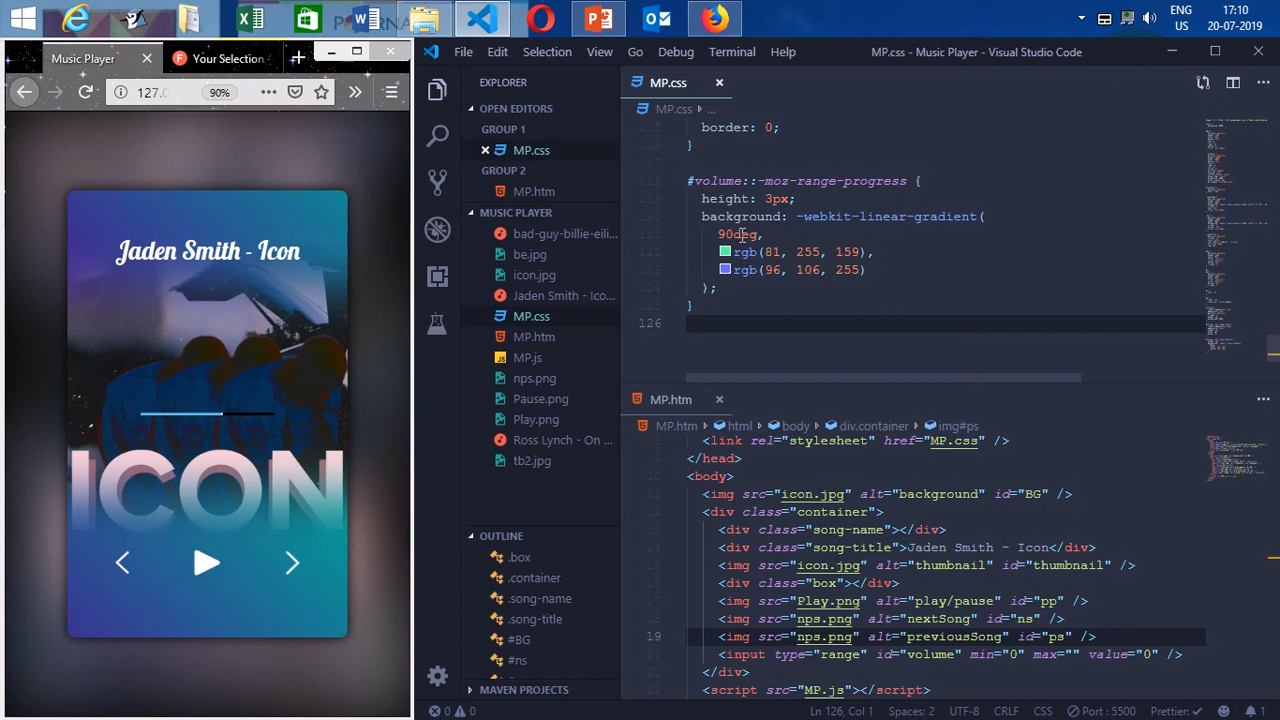 17:10
EN
US
20-07-2019
Music Player
Your Selection
127.0
90%
Jaden Smith - Icon
ICON
File
Edit
Selection
View
Go
Debug
Terminal
MP.css - Music Player - Visual Studio Code
EXPLORER
OPEN EDITORS
GROUP 1
MP.css
GROUP 2
MP.htm
MUSIC PLAYER
bad-guy-billie-eili...
be.jpg
icon.jpg
Jaden Smith - Ico...
MP.css
MP.htm
MP.js
nps.png
Pause.png
Play.png
Ross Lynch - On ...
tb2.jpg
OUTLINE
.box
.container
.song-name
.song-title
#BG
#ns
MAVEN PROJECTS
MP.css
MP.css > ...
border: 0;
}
#volume::-moz-range-progress {
height: 3px;
background: -webkit-linear-gradient(
90deg,
rgb(81, 255, 159),
rgb(96, 106, 255)
);
}
126
MP.htm
MP.htm > html > body > div.container > img#ps
<link rel="stylesheet" href="MP.css" />
</head>
<body>
<img src="icon.jpg" alt="background" id="BG" />
<div class="container">
<div class="song-name"></div>
<div class="song-title">Jaden Smith - Icon</div>
<img src="icon.jpg" alt="thumbnail" id="thumbnail" />
<div class="box"></div>
<img src="Play.png" alt="play/pause" id="pp" />
<img src="nps.png" alt="nextSong" id="ns" />
19 <img src="nps.png" alt="previousSong" id="ps" />
<input type="range" id="volume" min="0" max="" value="0" />
</div>
<script src="MP.js"></script>
0 0
Ln 126, Col 1
Spaces: 2
UTF-8
CRLF
CSS
Port : 5500
Prettier: ✓
1